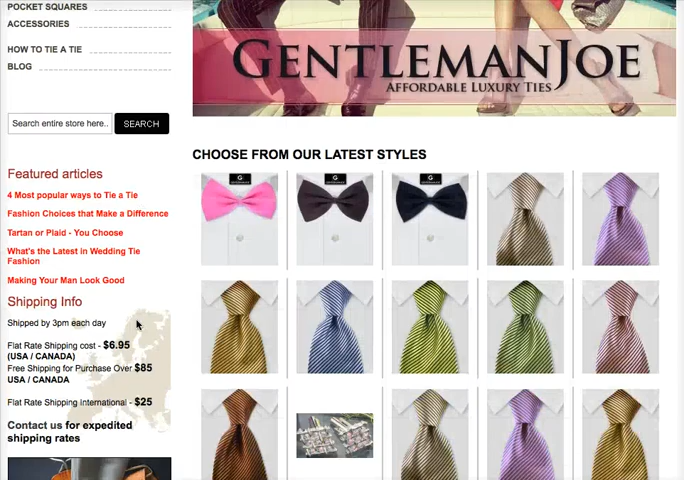 POCKET SQUARES
ACCESSORIES
HOW TO TIE A TIE
BLOG
Search entire store here..
SEARCH
Featured articles
4 Most popular ways to Tie a Tie
Fashion Choices that Make a Difference
Tartan or Plaid - You Choose
What's the Latest in Wedding Tie
Fashion
Making Your Man Look Good
Shipping Info
Shipped by 3pm each day
Flat Rate Shipping cost - $6.95
(USA / CANADA)
Free Shipping for Purchase Over $85
USA / CANADA
Flat Rate Shipping International - $25
Contact us for expedited
shipping rates
GENTLEMANJOE
AFFORDABLE LUXURY TIES
CHOOSE FROM OUR LATEST STYLES